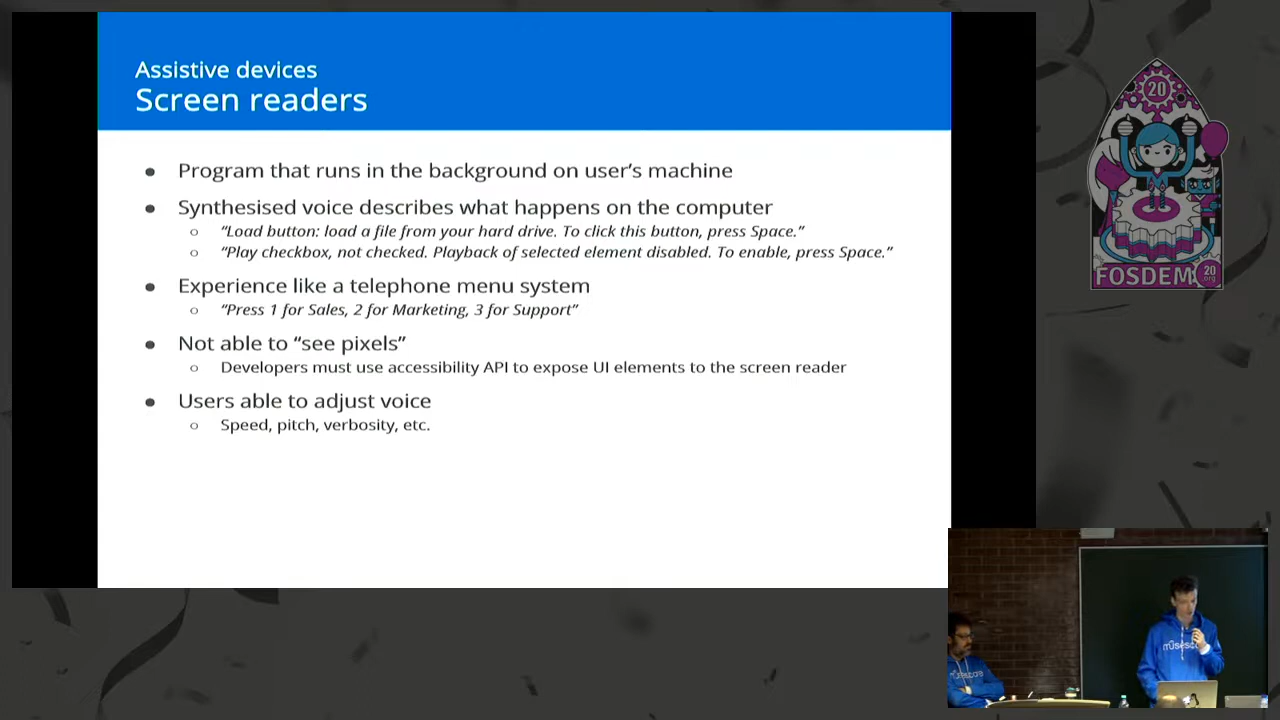 Assistive devices
Screen readers
● Program that runs in the background on user's machine
● Synthesised voice describes what happens on the computer
○ “Load button: load a file from your hard drive. To click this button, press Space.”
○ “Play checkbox, not checked. Playback of selected element disabled. To enable, press Space.”
● Experience like a telephone menu system
○ “Press 1 for Sales, 2 for Marketing, 3 for Support”
● Not able to “see pixels”
○ Developers must use accessibility API to expose UI elements to the screen reader
● Users able to adjust voice
○ Speed, pitch, verbosity, etc.
20
FOSDEM
20
.org